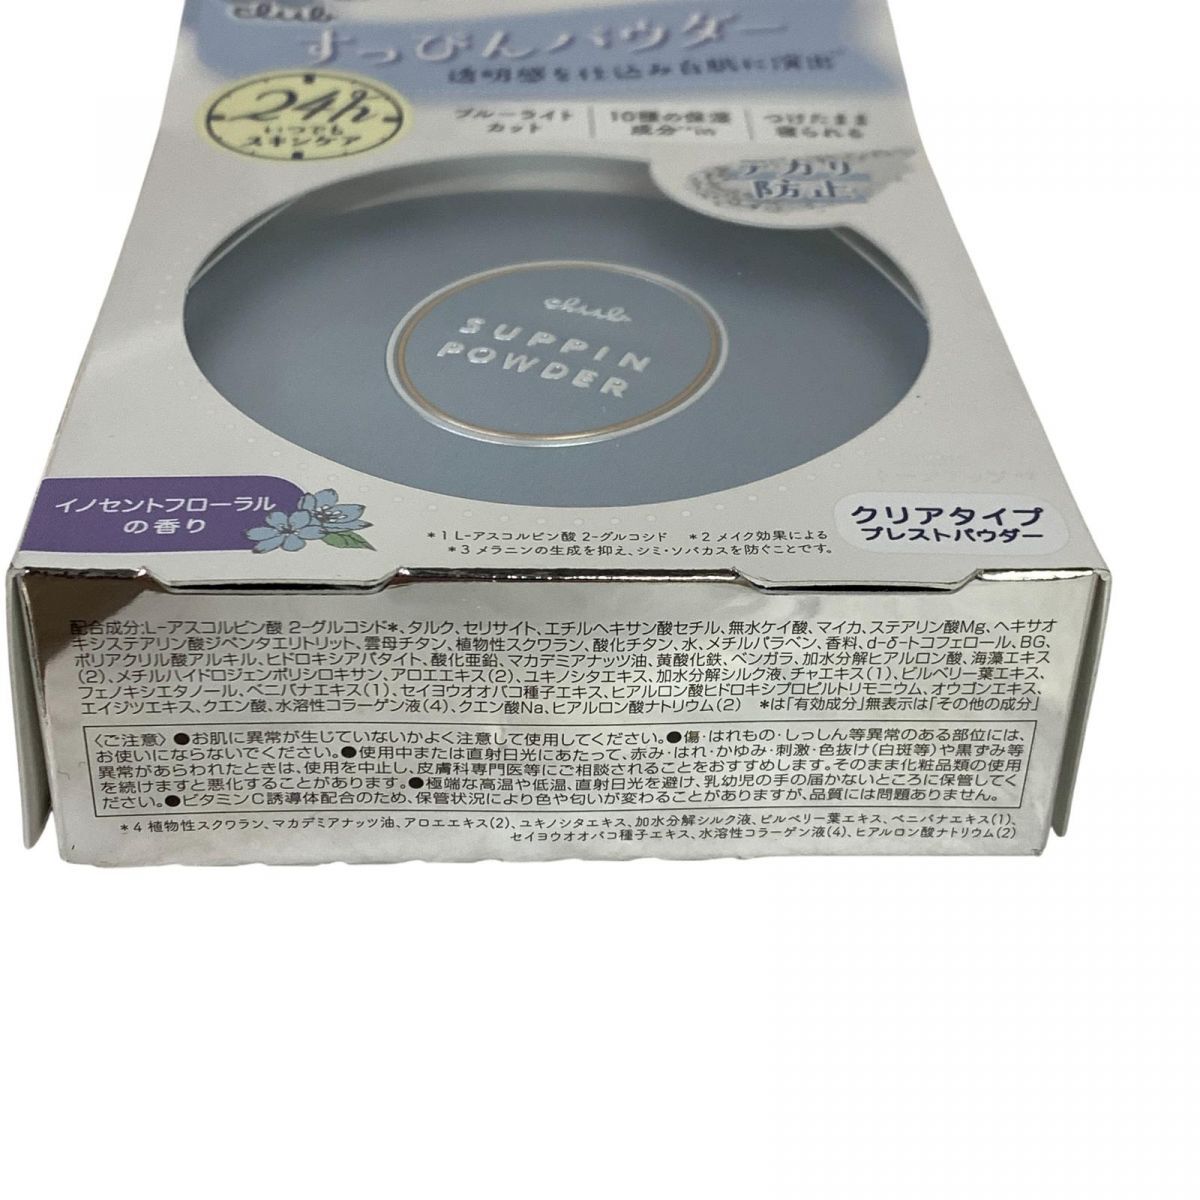 club
すっぴんパウダー
透明感を仕込み白肌に演出
24h
いつでも
スキンケア
ブルーライト
カット
10種の保湿
成分*⁴in
つけたまま
寝られる
テカリ
防止
club
SUPPIN
POWDER
イノセントフローラル
の香り
クリアタイプ
プレストパウダー
*1 L-アスコルビン酸 2-グルコシド *2 メイク効果による
*3 メラニンの生成を抑え、シミ・ソバカスを防ぐことです。
配合成分:L-アスコルビン酸 2-グルコシド*、タルク、セリサイト、エチルヘキサン酸セチル、無水ケイ酸、マイカ、ステアリン酸Mg、ヘキサオ
キシステアリン酸ジペンタエリトリット、雲母チタン、植物性スクワラン、酸化チタン、水、メチルパラベン、香料、d-δ-トコフェロール、BG、
ポリアクリル酸アルキル、ヒドロキシアパタイト、酸化亜鉛、マカデミアナッツ油、黄酸化鉄、ベンガラ、加水分解ヒアルロン酸、海藻エキス
(2)、メチルハイドロジェンポリシロキサン、アロエエキス(2)、ユキノシタエキス、加水分解シルク液、チャエキス(1)、ビルベリー葉エキス、
フェノキシエタノール、ベニバナエキス(1)、セイヨウオオバコ種子エキス、ヒアルロン酸ヒドロキシプロピルトリモニウム、オウゴンエキス、
エイジツエキス、クエン酸、水溶性コラーゲン液(4)、クエン酸Na、ヒアルロン酸ナトリウム(2) *は「有効成分」無表示は「その他の成分」
〈ご注意〉●お肌に異常が生じていないかよく注意して使用してください。●傷・はれもの・しっしん等異常のある部位には、
お使いにならないでください。●使用中または直射日光にあたって、赤み・はれ・かゆみ・刺激・色抜け(白斑等)や黒ずみ等
異常があらわれたときは、使用を中止し、皮膚科専門医等にご相談されることをおすすめします。そのまま化粧品類の使用
を続けますと悪化することがあります。●極端な高温や低温、直射日光を避け、乳幼児の手の届かないところに保管してく
ださい。●ビタミンC誘導体配合のため、保管状況により色や匂いが変わることがありますが、品質には問題ありません。
*4 植物性スクワラン、マカデミアナッツ油、アロエエキス(2)、ユキノシタエキス、加水分解シルク液、ビルベリー葉エキス、ベニバナエキス(1)、
セイヨウオオバコ種子エキス、水溶性コラーゲン液(4)、ヒアルロン酸ナトリウム(2)